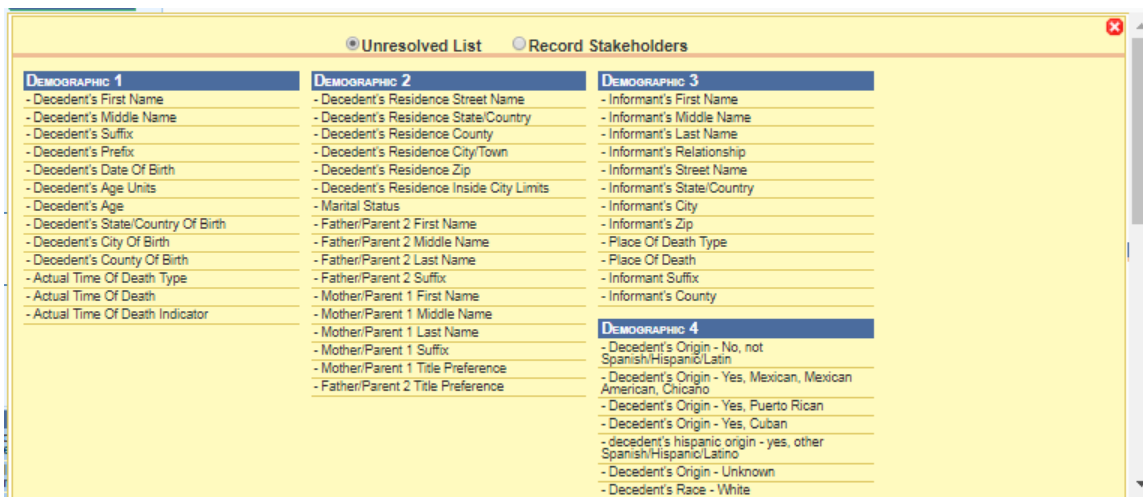 Unresolved List Record Stakeholders
DEMOGRAPHIC 1
- Decedent's First Name
- Decedent's Middle Name
- Decedent's Suffix
- Decedent's Prefix
- Decedent's Date Of Birth
- Decedent's Age Units
- Decedent's Age
- Decedent's State/Country Of Birth
- Decedent's City Of Birth
- Decedent's County Of Birth
- Actual Time Of Death Type
- Actual Time Of Death
- Actual Time Of Death Indicator
DEMOGRAPHIC 2
- Decedent's Residence Street Name
- Decedent's Residence State/Country
- Decedent's Residence County
- Decedent's Residence City/Town
- Decedent's Residence Zip
- Decedent's Residence Inside City Limits
- Marital Status
- Father/Parent 2 First Name
- Father/Parent 2 Middle Name
- Father/Parent 2 Last Name
- Father/Parent 2 Suffix
- Mother/Parent 1 First Name
- Mother/Parent 1 Middle Name
- Mother/Parent 1 Last Name
- Mother/Parent 1 Suffix
- Mother/Parent 1 Title Preference
- Father/Parent 2 Title Preference
DEMOGRAPHIC 3
- Informant's First Name
- Informant's Middle Name
- Informant's Last Name
- Informant's Relationship
- Informant's Street Name
- Informant's State/Country
- Informant's City
- Informant's Zip
- Place Of Death Type
- Place Of Death
- Informant Suffix
- Informant's County
DEMOGRAPHIC 4
- Decedent's Origin - No, not
Spanish/Hispanic/Latin
- Decedent's Origin - Yes, Mexican, Mexican
American, Chicano
- Decedent's Origin - Yes, Puerto Rican
- Decedent's Origin - Yes, Cuban
- decedent's hispanic origin - yes, other
Spanish/Hispanic/Latino
- Decedent's Origin - Unknown
- Decedent's Race - White